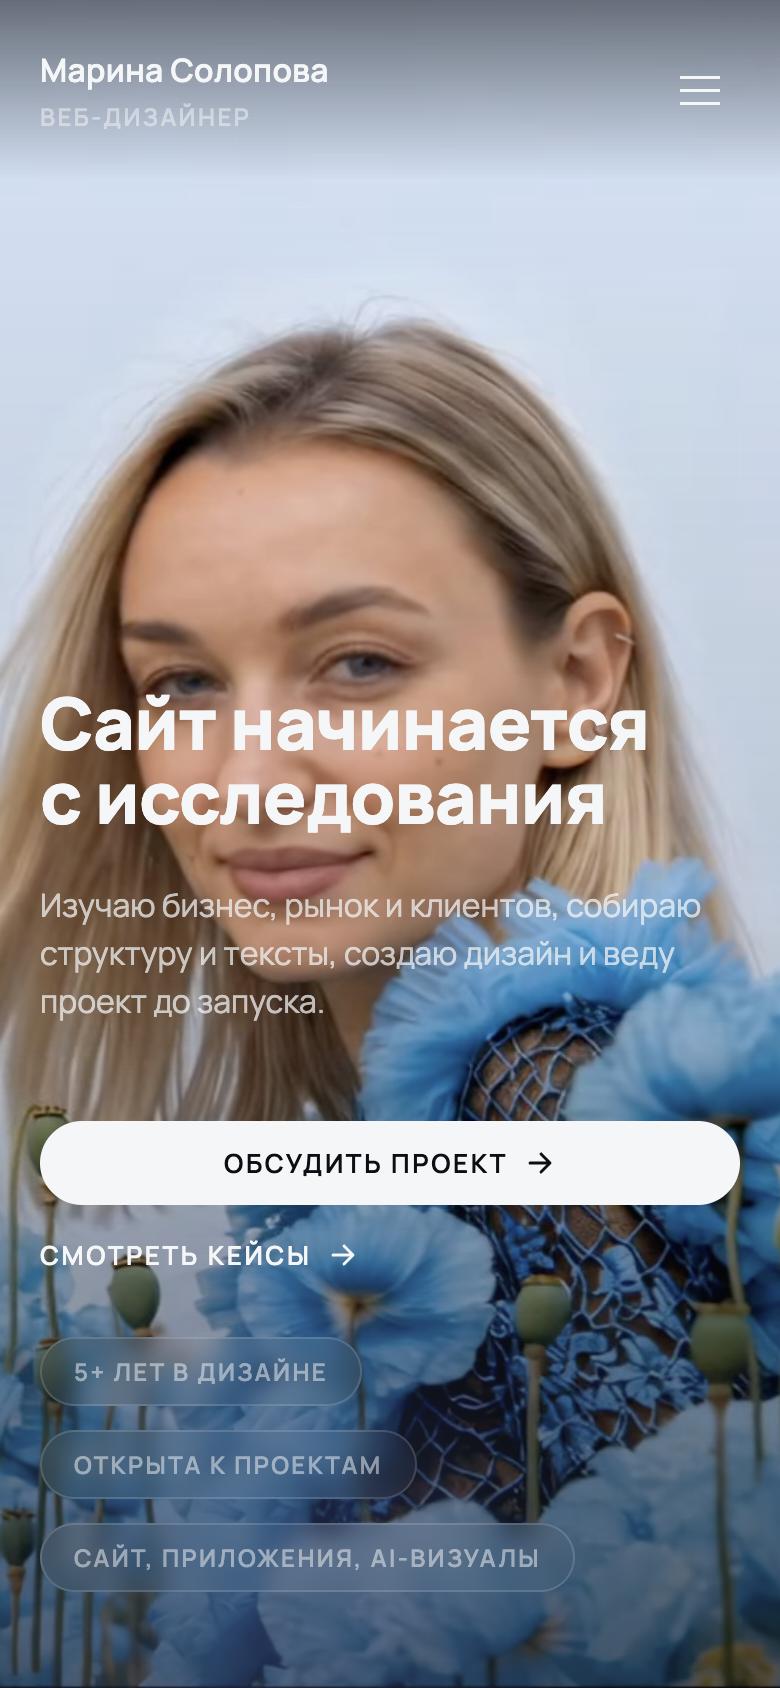 Марина Солопова
ВЕБ-ДИЗАЙНЕР
Сайт начинается
с исследования
Изучаю бизнес, рынок и клиентов, собираю
структуру и тексты, создаю дизайн и веду
проект до запуска.
ОБСУДИТЬ ПРОЕКТ →
СМОТРЕТЬ КЕЙСЫ →
5+ ЛЕТ В ДИЗАЙНЕ
ОТКРЫТА К ПРОЕКТАМ
САЙТ, ПРИЛОЖЕНИЯ, AI-ВИЗУАЛЫ